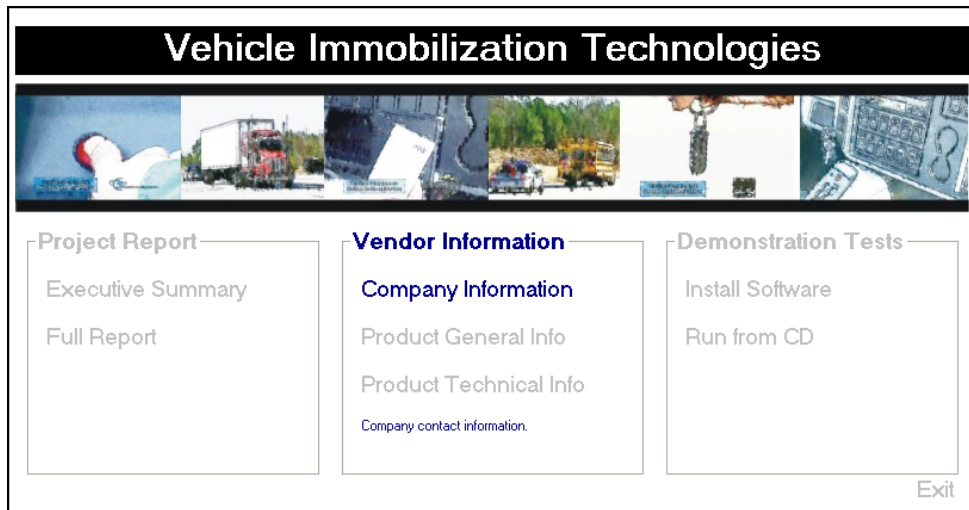 Vehicle Immobilization Technologies
Project Report
Executive Summary
Full Report
Vendor Information
Company Information
Product General Info
Product Technical Info
Company contact information.
Demonstration Tests
Install Software
Run from CD
Exit